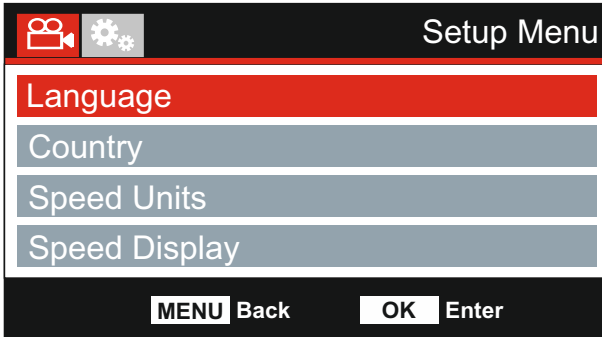 Setup Menu
Language
Country
Speed Units
Speed Display
MENU Back OK Enter